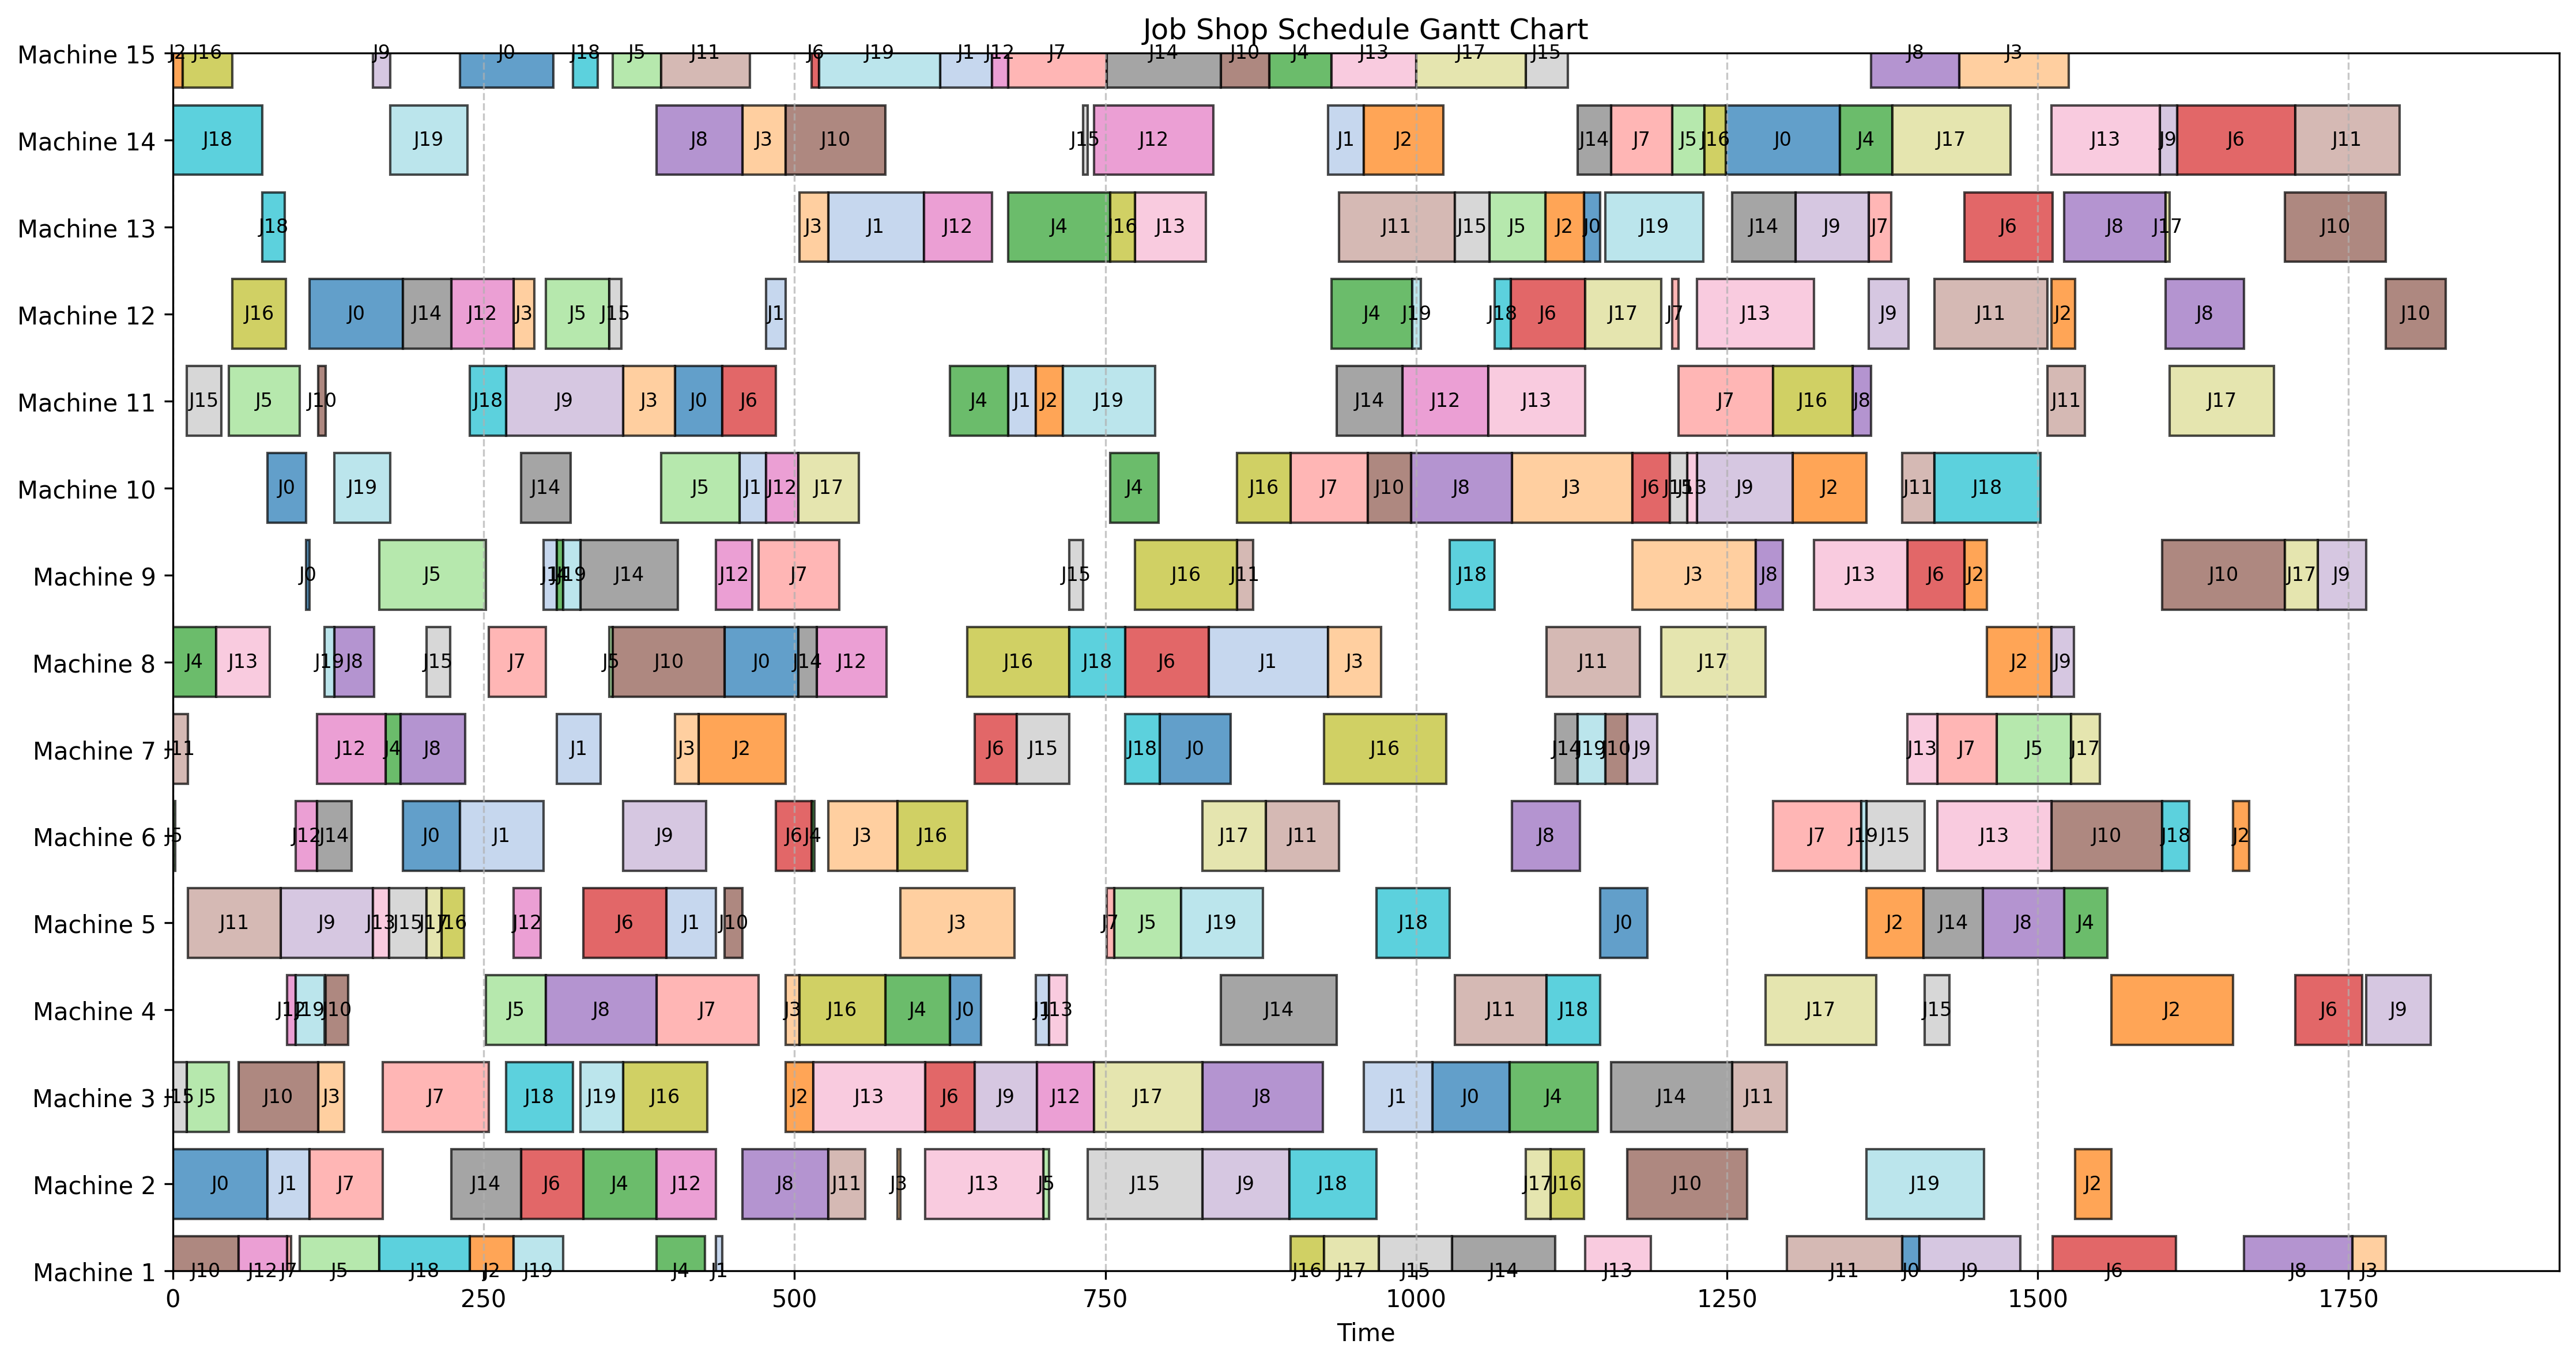 Job Shop Schedule Gantt Chart
Machine 15 J2 J16 J9 J0 J18 J5 J11 J6 J19 J1 J12 J7 J14 J10 J4 J13 J17 J15 J8 J3
Machine 14 J18 J19 J8 J3 J10 J15 J12 J1 J2 J14 J7 J5 J16 J0 J4 J17 J13 J9 J6 J11
Machine 13 J18 J3 J1 J12 J4 J16 J13 J11 J15 J5 J2 J0 J19 J14 J9 J7 J6 J8 J17 J10
Machine 12 J16 J0 J14 J12 J3 J5 J15 J1 J4 J19 J18 J6 J17 J7 J13 J9 J11 J2 J8 J10
Machine 11 J15 J5 J10 J18 J9 J3 J0 J6 J4 J1 J2 J19 J14 J12 J13 J7 J16 J8 J11 J17
Machine 10 J0 J19 J14 J5 J1 J12 J17 J4 J16 J7 J10 J8 J3 J6 J15 J13 J9 J2 J11 J18
Machine 9 J0 J5 J1 J4 J19 J14 J12 J7 J15 J16 J11 J18 J3 J8 J13 J6 J2 J10 J17 J9
Machine 8 J4 J13 J19 J8 J15 J7 J5 J10 J0 J14 J12 J16 J18 J6 J1 J3 J11 J17 J2 J9
Machine 7 J11 J12 J4 J8 J1 J3 J2 J6 J15 J18 J0 J16 J14 J19 J10 J9 J13 J7 J5 J17
Machine 6 J5 J12 J14 J0 J1 J9 J6 J4 J3 J16 J17 J11 J8 J7 J19 J15 J13 J10 J18 J2
Machine 5 J11 J9 J13 J15 J17 J16 J12 J6 J1 J10 J3 J7 J5 J19 J18 J0 J2 J14 J8 J4
Machine 4 J12 J19 J10 J5 J8 J7 J3 J16 J4 J0 J1 J13 J14 J11 J18 J17 J15 J2 J6 J9
Machine 3 J15 J5 J10 J3 J7 J18 J19 J16 J2 J13 J6 J9 J12 J17 J8 J1 J0 J4 J14 J11
Machine 2 J0 J1 J7 J14 J6 J4 J12 J8 J11 J3 J13 J5 J15 J9 J18 J17 J16 J10 J19 J2
Machine 1 J10 J12 J7 J5 J18 J2 J19 J4 J1 J16 J17 J15 J14 J13 J11 J0 J9 J6 J8 J3
0 250 500 750 1000 1250 1500 1750
Time